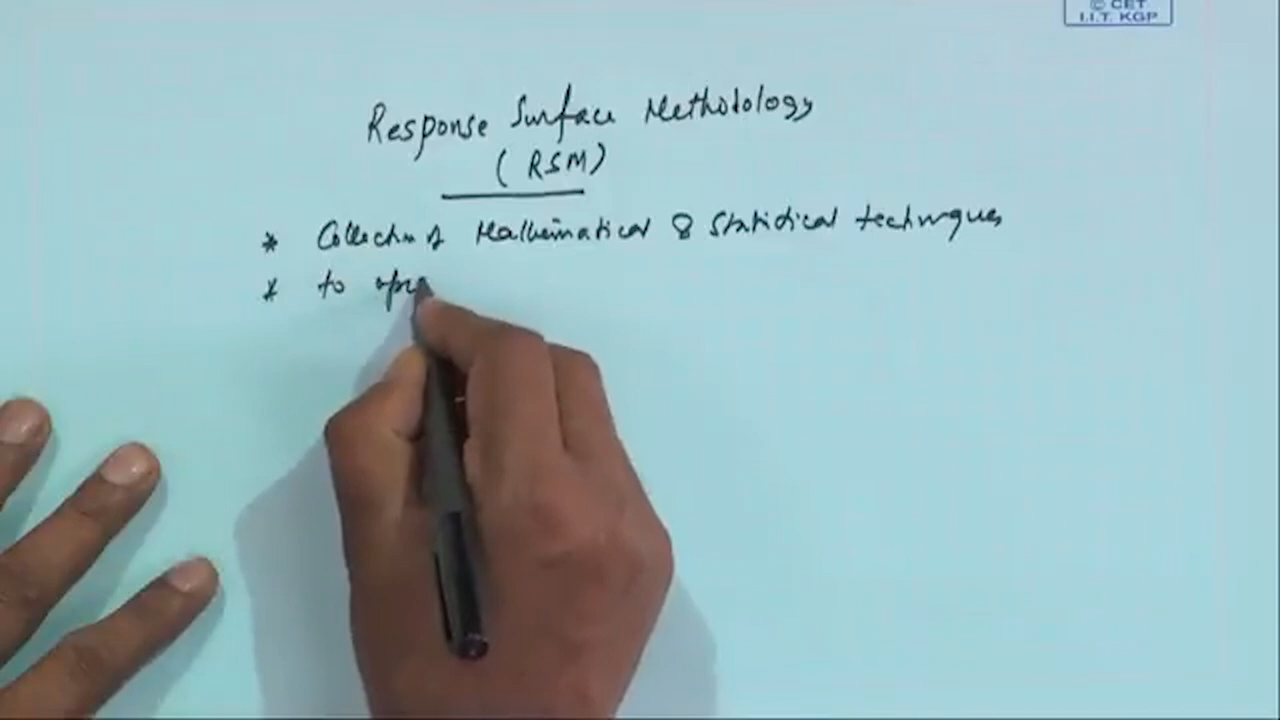 © CET
I.I.T. KGP
Response Surface Methodology
(RSM)
* Collection of Mathematical & Statistical techniques
* to